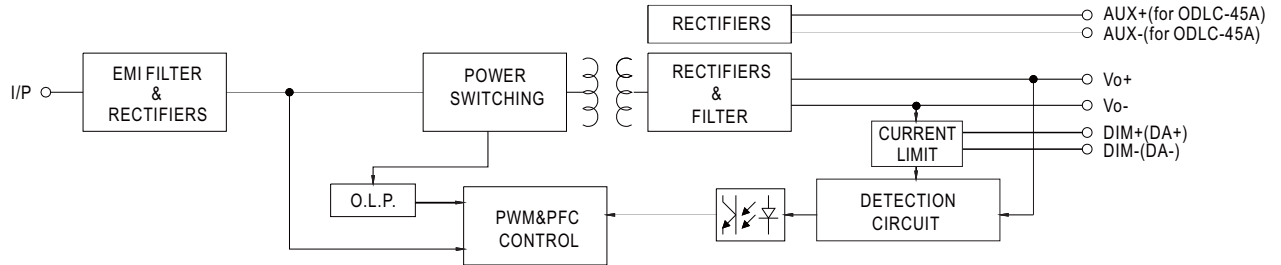 RECTIFIERS
AUX+(for ODLC-45A)
AUX-(for ODLC-45A)
I/P
EMI FILTER
&
RECTIFIERS
POWER
SWITCHING
RECTIFIERS
&
FILTER
Vo+
Vo-
CURRENT
LIMIT
DIM+(DA+)
DIM-(DA-)
O.L.P.
PWM&PFC
CONTROL
DETECTION
CIRCUIT